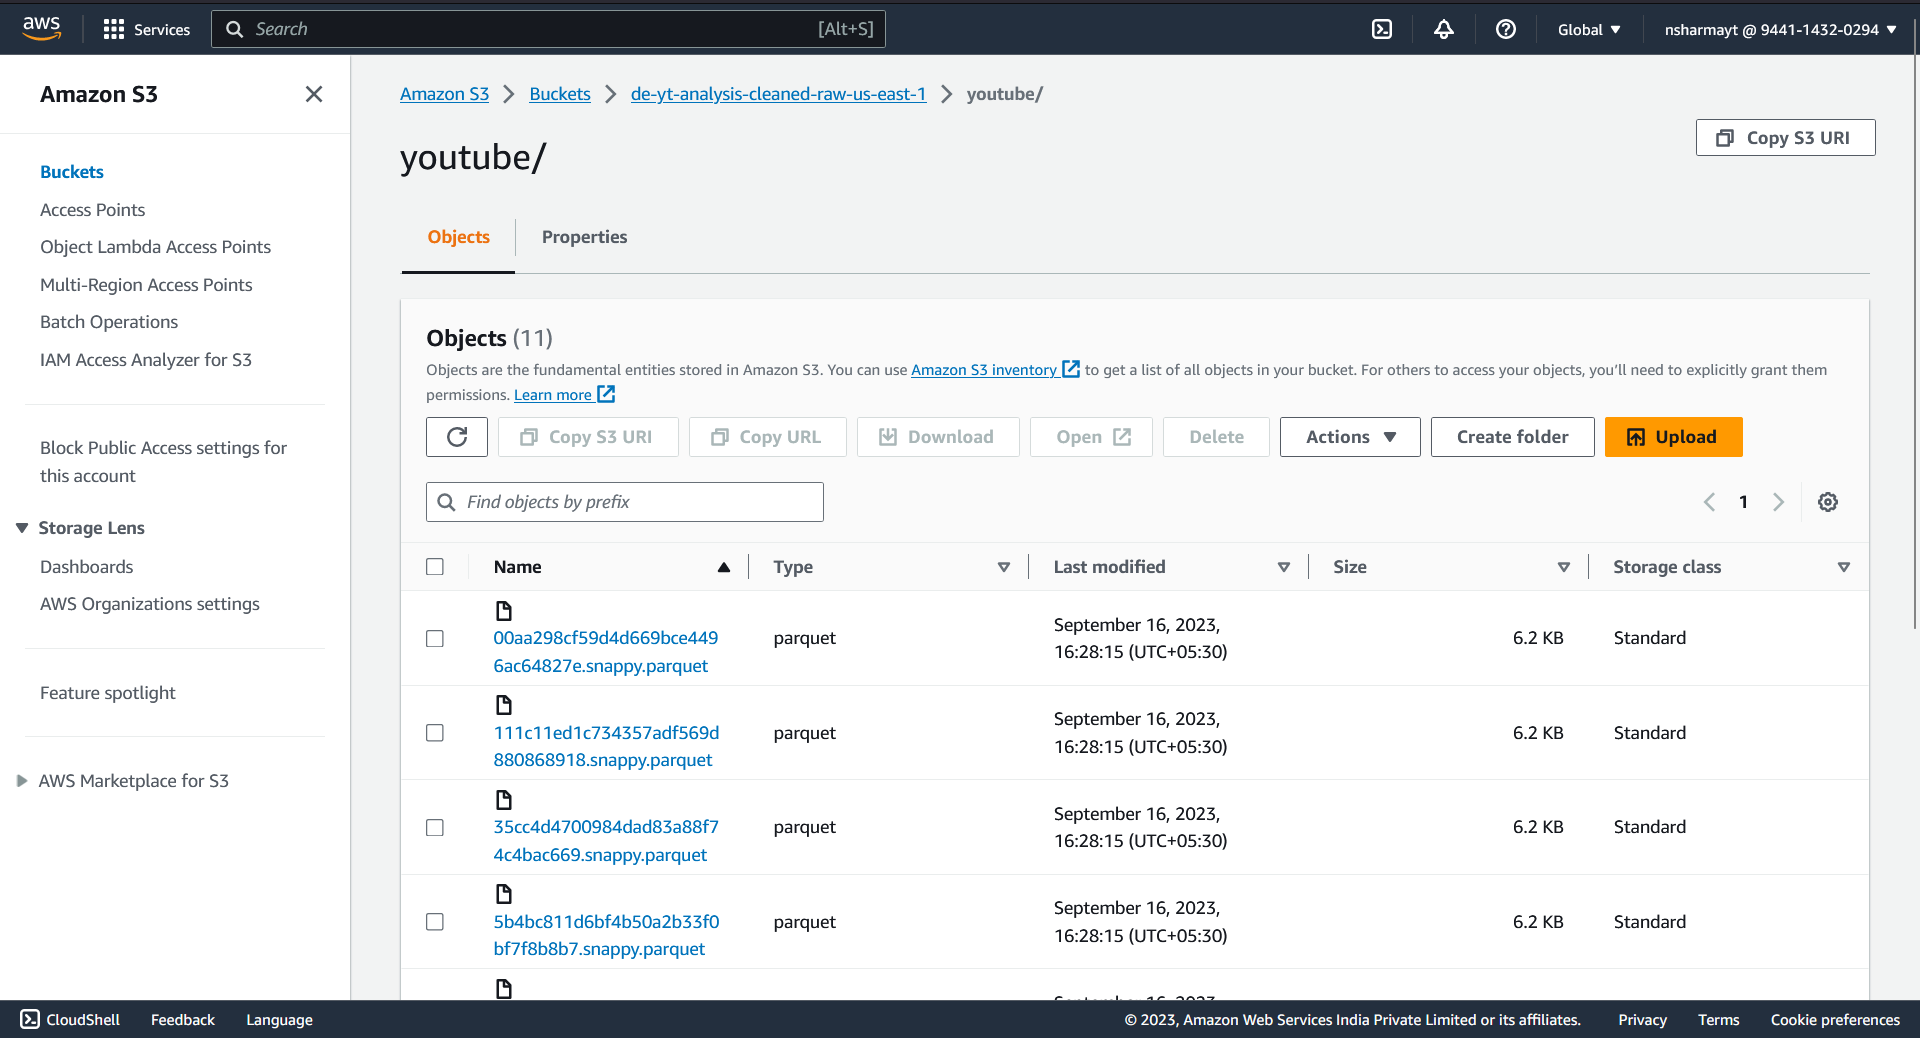 aws
Services
Search [Alt+S]
Global
nsharmayt @ 9441-1432-0294
Amazon S3
Buckets
Access Points
Object Lambda Access Points
Multi-Region Access Points
Batch Operations
IAM Access Analyzer for S3
Block Public Access settings for
this account
Storage Lens
Dashboards
AWS Organizations settings
Feature spotlight
AWS Marketplace for S3
Amazon S3 > Buckets > de-yt-analysis-cleaned-raw-us-east-1 > youtube/
youtube/
Copy S3 URI
Objects
Properties
Objects (11)
Objects are the fundamental entities stored in Amazon S3. You can use Amazon S3 inventory to get a list of all objects in your bucket. For others to access your objects, you'll need to explicitly grant them
permissions. Learn more
Copy S3 URI
Copy URL
Download
Open
Delete
Actions
Create folder
Upload
Find objects by prefix
1
Name Type Last modified Size Storage class
00aa298cf59d4d669bce449
6ac64827e.snappy.parquet
parquet
September 16, 2023,
16:28:15 (UTC+05:30)
6.2 KB
Standard
111c11ed1c734357adf569d
880868918.snappy.parquet
parquet
September 16, 2023,
16:28:15 (UTC+05:30)
6.2 KB
Standard
35cc4d4700984dad83a88f7
4c4bac669.snappy.parquet
parquet
September 16, 2023,
16:28:15 (UTC+05:30)
6.2 KB
Standard
5b4bc811d6bf4b50a2b33f0
bf7f8b8b7.snappy.parquet
parquet
September 16, 2023,
16:28:15 (UTC+05:30)
6.2 KB
Standard
CloudShell
Feedback
Language
© 2023, Amazon Web Services India Private Limited or its affiliates.
Privacy
Terms
Cookie preferences